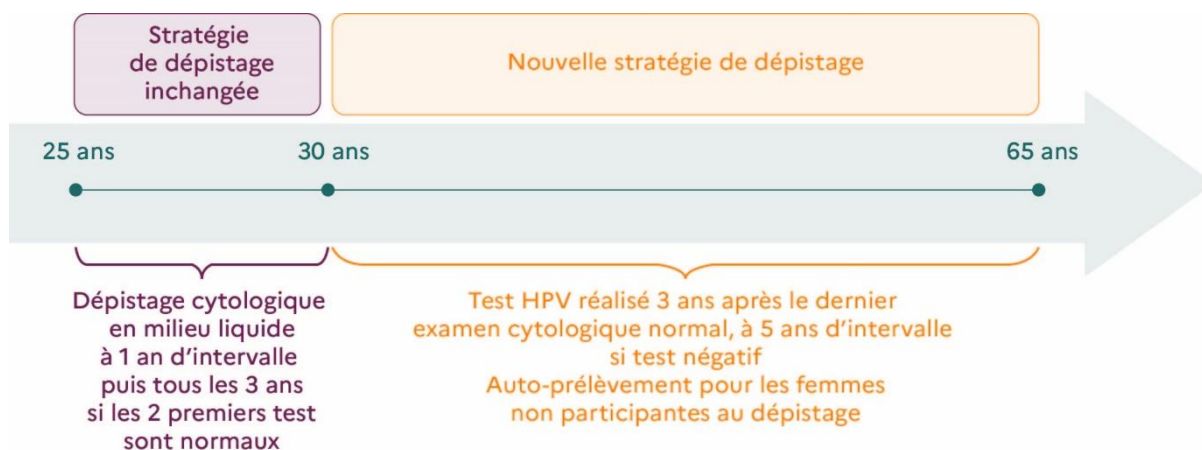 Stratégie
de dépistage
inchangée
Nouvelle stratégie de dépistage
25 ans
30 ans
65 ans
Dépistage cytologique
en milieu liquide
à 1 an d'intervalle
puis tous les 3 ans
si les 2 premiers test
sont normaux
Test HPV réalisé 3 ans après le dernier
examen cytologique normal, à 5 ans d'intervalle
si test négatif
Auto-prélèvement pour les femmes
non participantes au dépistage